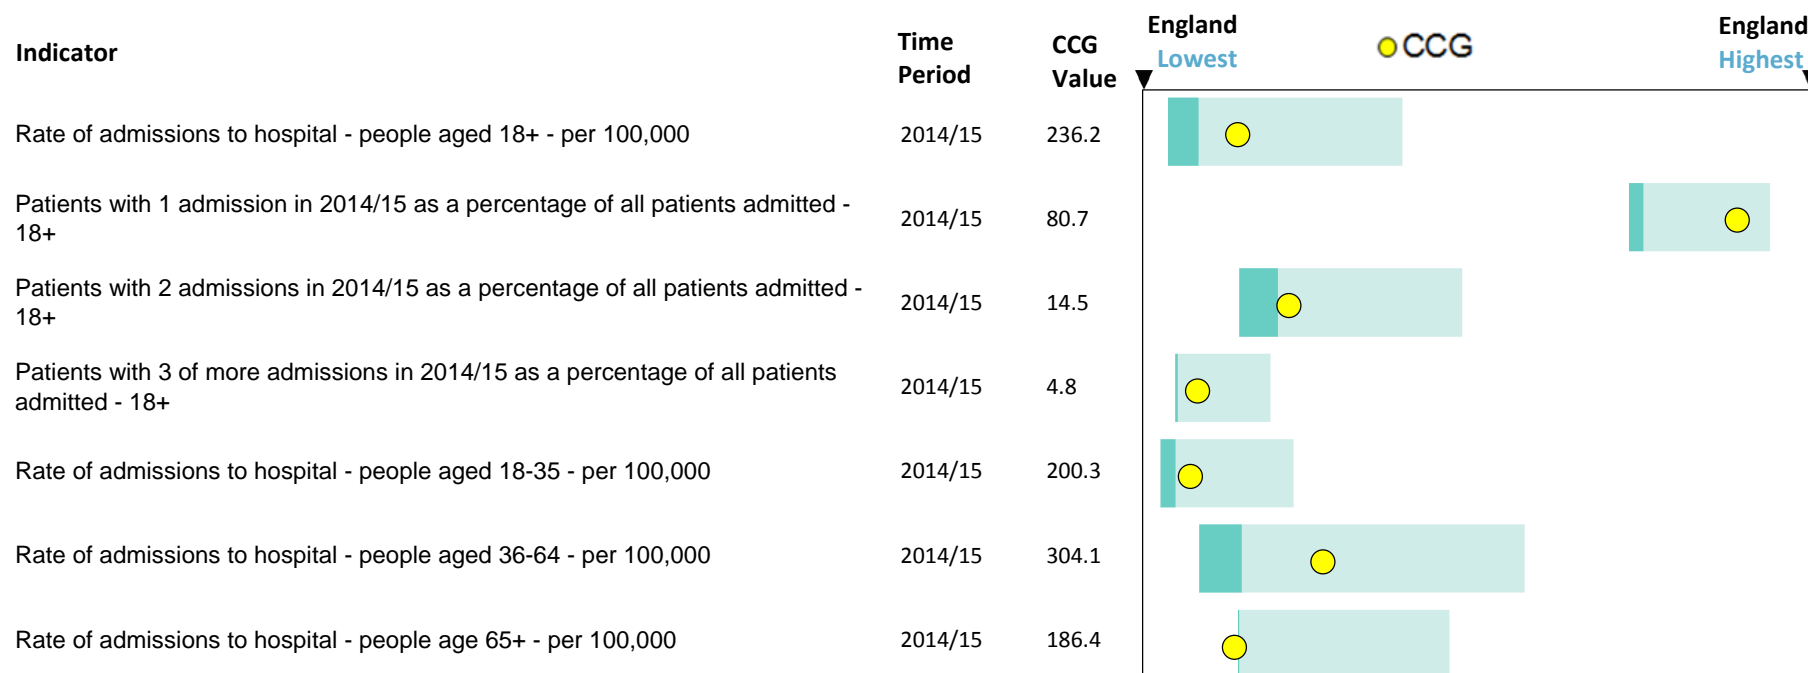 Indicator
Time
Period
CCG
Value
England
Lowest
CCG
England
Highest
Rate of admissions to hospital - people aged 18+ - per 100,000
2014/15
236.2
Patients with 1 admission in 2014/15 as a percentage of all patients admitted -
18+
2014/15
80.7
Patients with 2 admissions in 2014/15 as a percentage of all patients admitted -
18+
2014/15
14.5
Patients with 3 of more admissions in 2014/15 as a percentage of all patients
admitted - 18+
2014/15
4.8
Rate of admissions to hospital - people aged 18-35 - per 100,000
2014/15
200.3
Rate of admissions to hospital - people aged 36-64 - per 100,000
2014/15
304.1
Rate of admissions to hospital - people age 65+ - per 100,000
2014/15
186.4